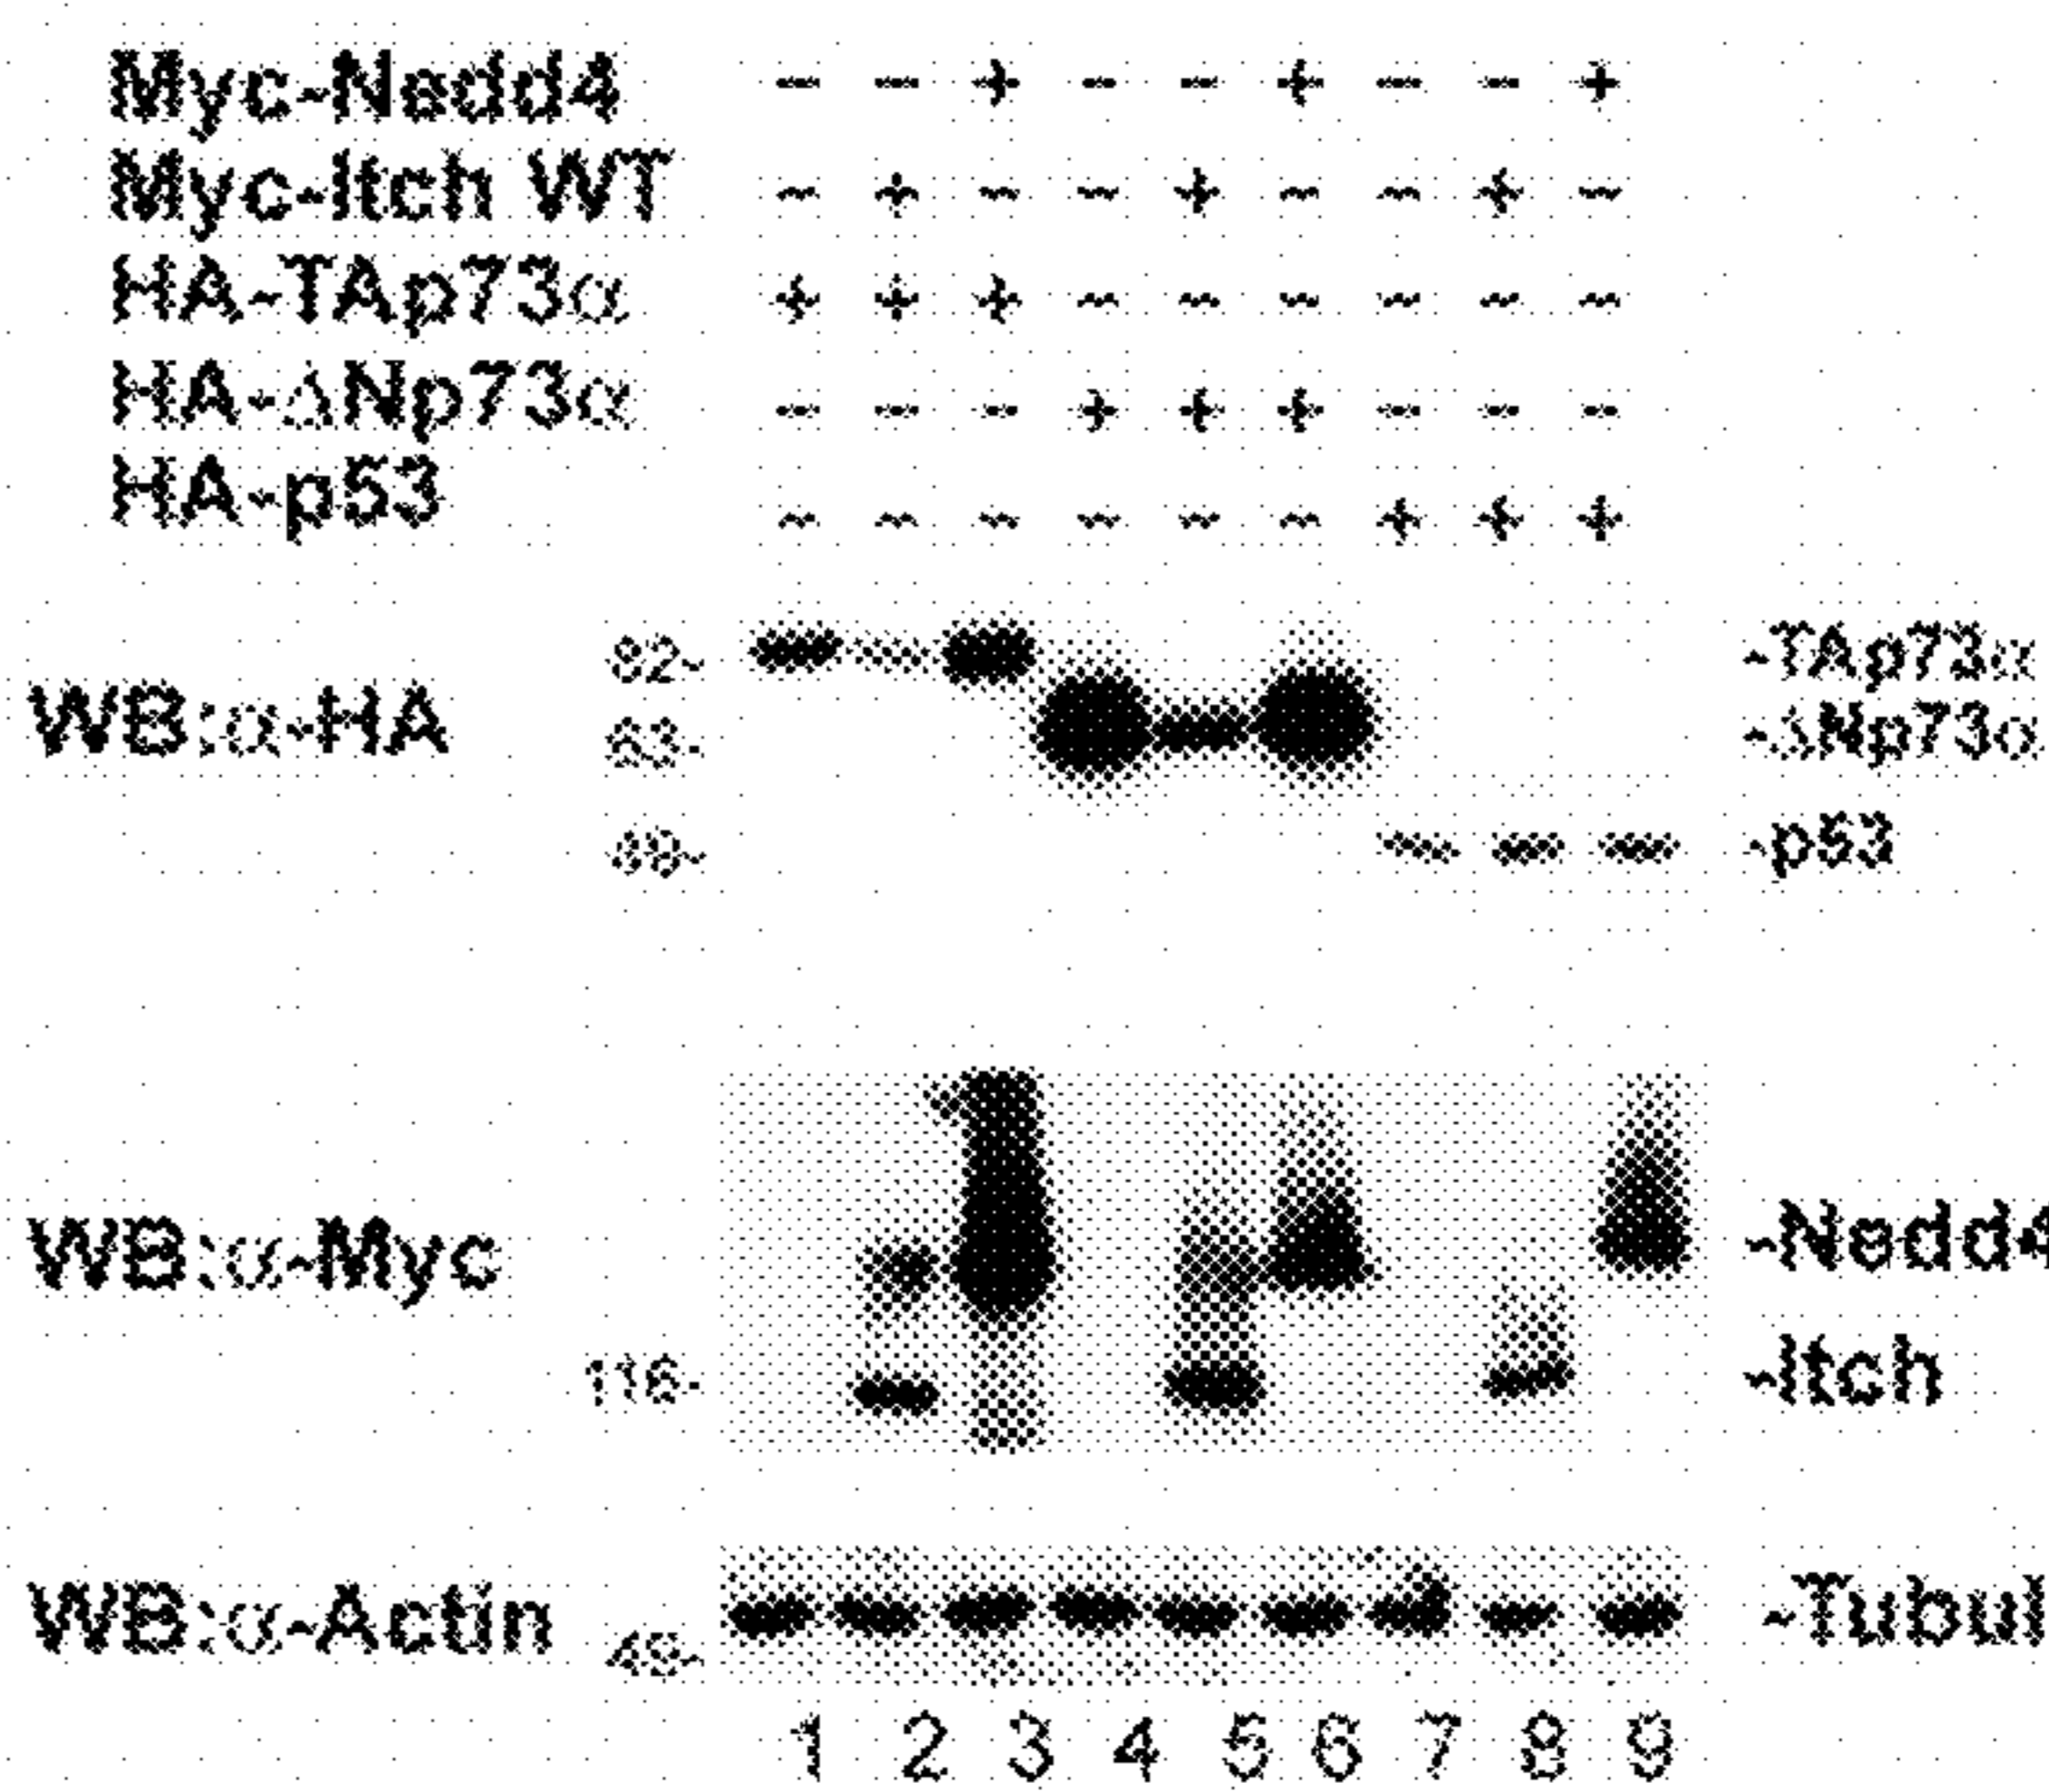 Myc-Nedd4 - - + - - + - - +
Myc-Itch WT - + - - + - - + -
HA-TAp73α + + + - - - - - -
HA-ΔNp73α - - - + + + - - -
HA-p53 - - - - - - + + +
-TAp73α
WB:α-HA
-ΔNp73α
-p53
WB:α-Myc
-Nedd4
116-
-Itch
WB:α-Actin
-Tubul
1 2 3 4 5 6 7 8 9